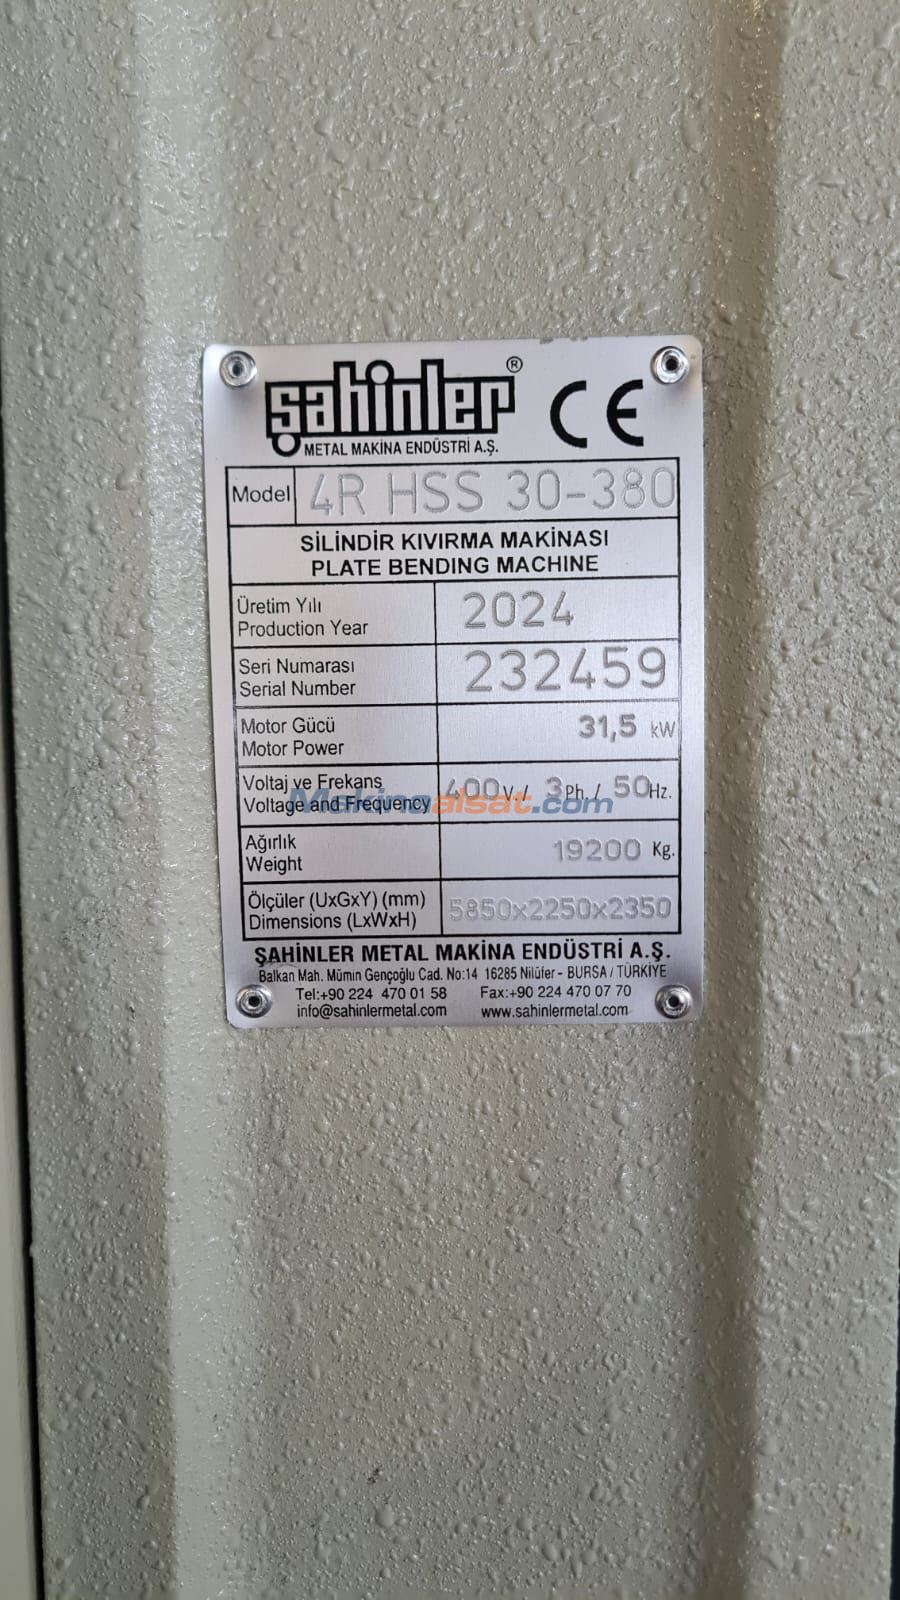 şahinler®
METAL MAKİNA ENDÜSTRİ A.Ş.
CE
Model 4R HSS 30-380
SİLİNDİR KIVIRMA MAKİNASI
PLATE BENDING MACHINE
Üretim Yılı
Production Year
2024
Seri Numarası
Serial Number
232459
Motor Gücü
Motor Power
31,5 kW
Voltaj ve Frekans
Voltage and Frequency
400V./ 3Ph./ 50Hz.
Makinaalsat.com
Ağırlık
Weight
19200 Kg.
Ölçüler (UxGxY) (mm)
Dimensions (LxWxH)
5850x2250x2350
ŞAHİNLER METAL MAKİNA ENDÜSTRİ A.Ş.
Balkan Mah. Mümin Gençoğlu Cad. No:14 16285 Nilüfer - BURSA / TÜRKİYE
Tel:+90 224 470 01 58 Fax:+90 224 470 07 70
info@sahinlermetal.com www.sahinlermetal.com